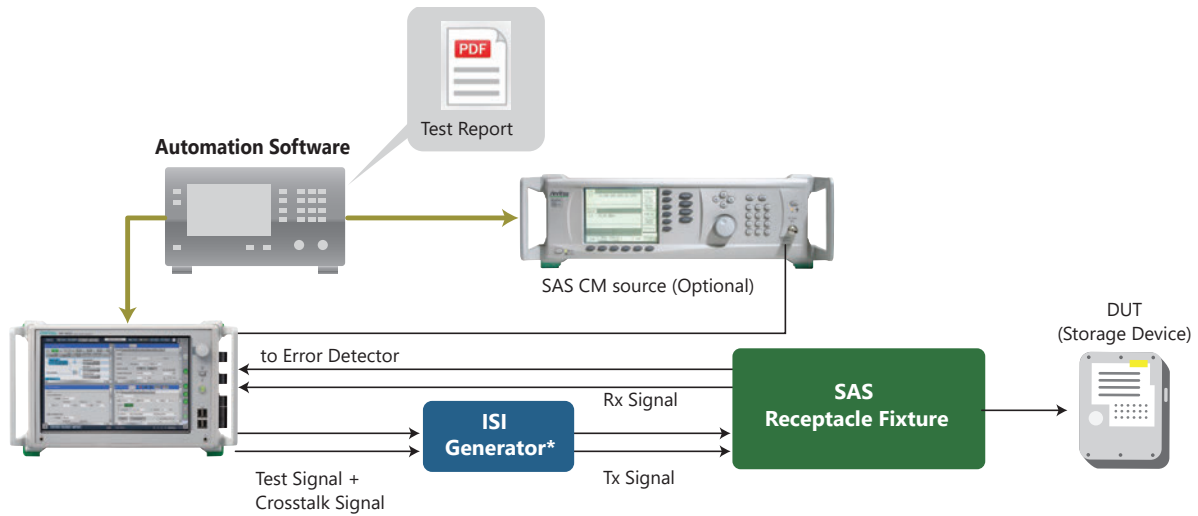 PDF
Test Report
Automation Software
SAS CM source (Optional)
DUT
(Storage Device)
to Error Detector
SAS
Receptacle Fixture
Rx Signal
ISI
Generator*
Tx Signal
Test Signal +
Crosstalk Signal